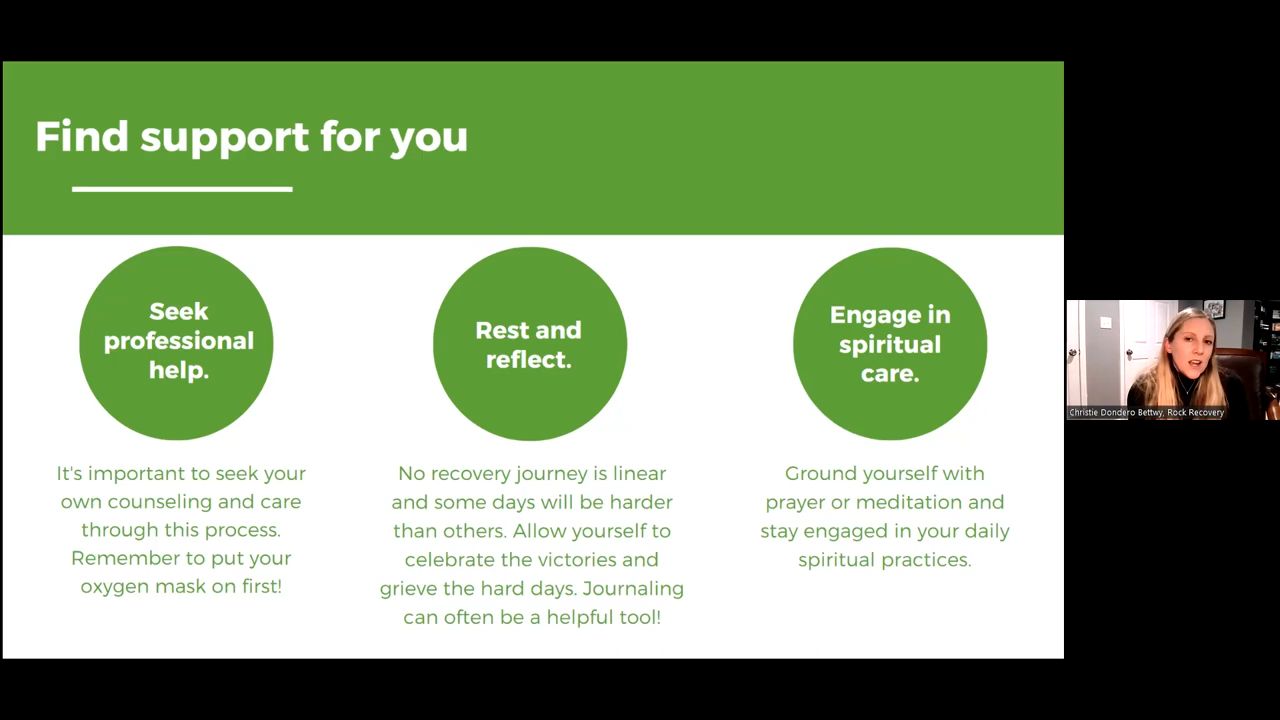 Find support for you
Seek
professional
help.
It's important to seek your
own counseling and care
through this process.
Remember to put your
oxygen mask on first!
Rest and
reflect.
No recovery journey is linear
and some days will be harder
than others. Allow yourself to
celebrate the victories and
grieve the hard days. Journaling
can often be a helpful tool!
Engage in
spiritual
care.
Ground yourself with
prayer or meditation and
stay engaged in your daily
spiritual practices.
Christie Dondero Bettwy, Rock Recovery